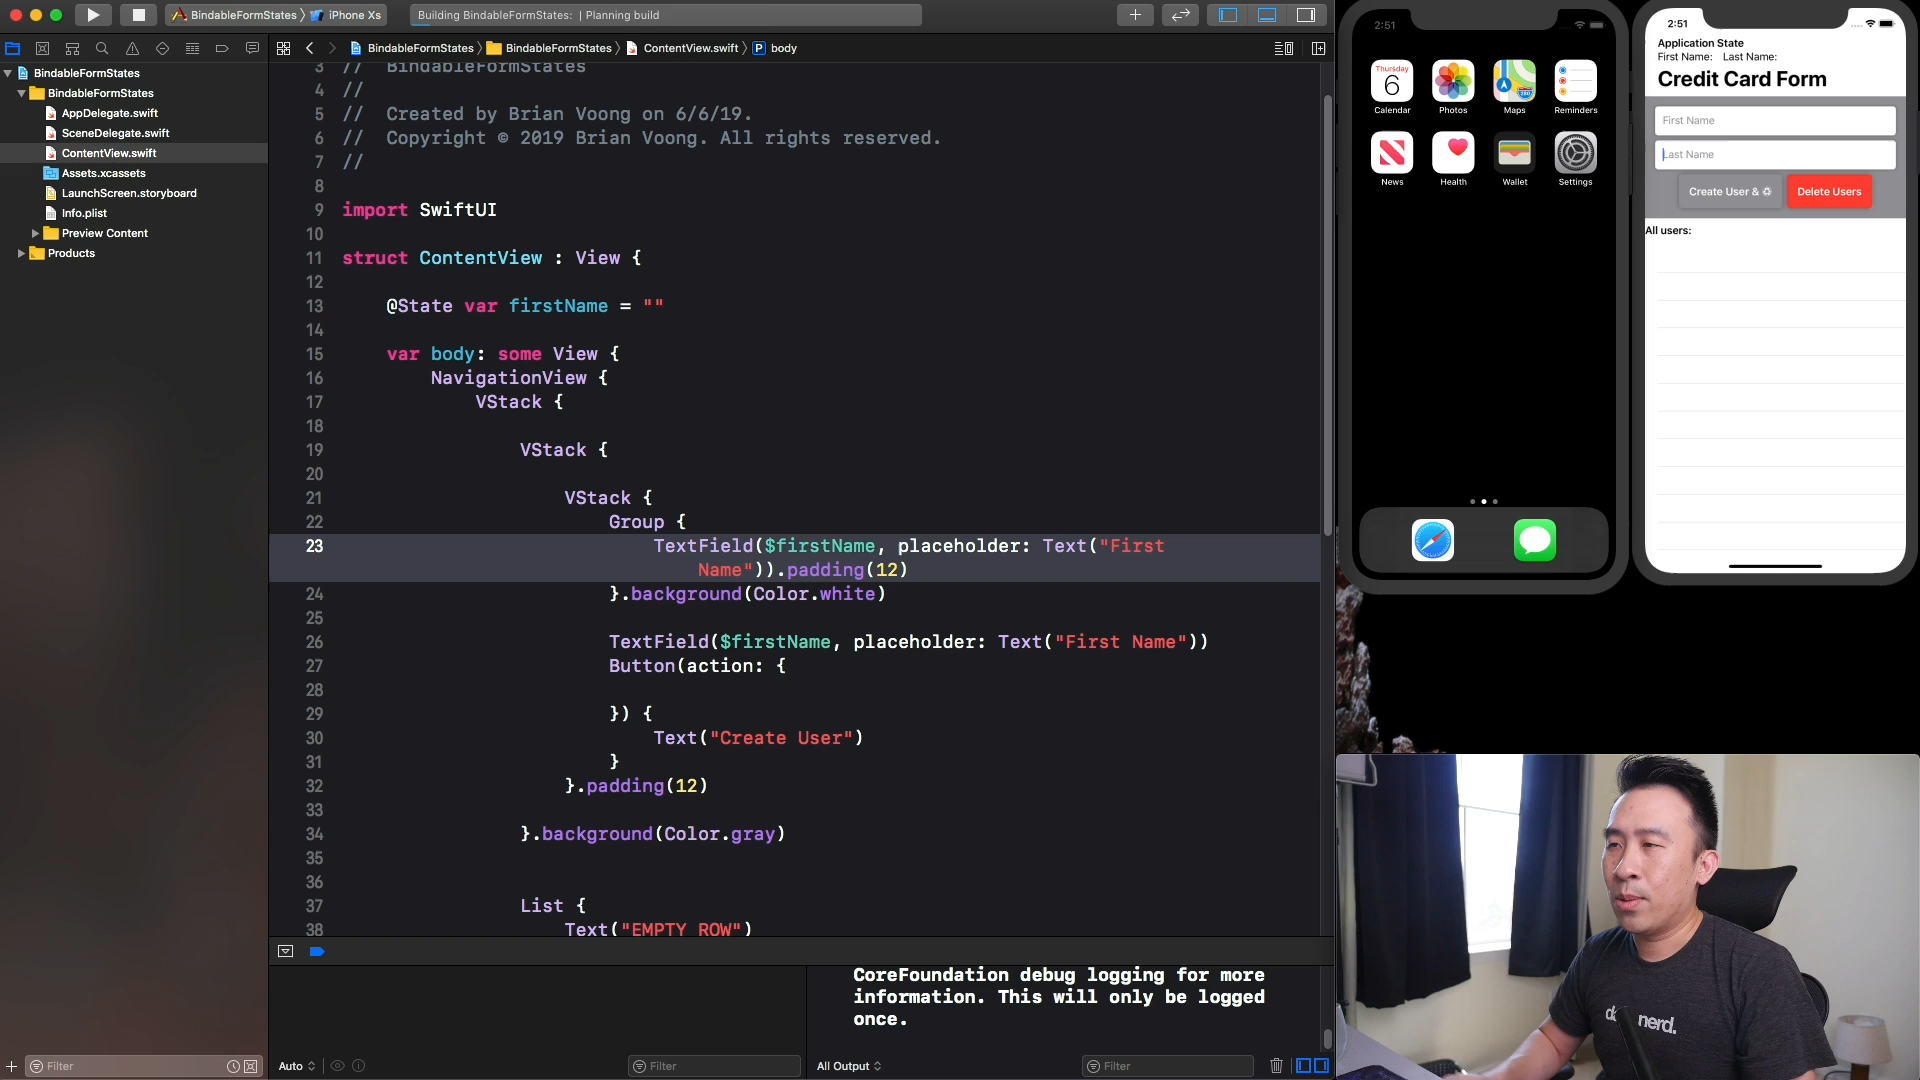 BindableFormStates
iPhone Xs
Building BindableFormStates: | Planning build
BindableFormStates
BindableFormStates
ContentView.swift
P body
BindableFormStates
BindableFormStates
AppDelegate.swift
SceneDelegate.swift
ContentView.swift
Assets.xcassets
LaunchScreen.storyboard
Info.plist
Preview Content
Products
3 // BindableFormStates
4 //
5 // Created by Brian Voong on 6/6/19.
6 // Copyright © 2019 Brian Voong. All rights reserved.
7 //
8
9 import SwiftUI
10
11 struct ContentView : View {
12
13 @State var firstName = ""
14
15 var body: some View {
16 NavigationView {
17 VStack {
18
19 VStack {
20
21 VStack {
22 Group {
23 TextField($firstName, placeholder: Text("First
Name")).padding(12)
24 }.background(Color.white)
25
26 TextField($firstName, placeholder: Text("First Name"))
27 Button(action: {
28
29 }) {
30 Text("Create User")
31 }
32 }.padding(12)
33
34 }.background(Color.gray)
35
36
37 List {
38 Text("EMPTY ROW")
CoreFoundation debug logging for more
information. This will only be logged
once.
Filter
Auto
Filter
All Output
Filter
2:51
Thursday
6
Calendar
Photos
Maps
Reminders
News
Health
Wallet
Settings
2:51
Application State
First Name: Last Name:
Credit Card Form
First Name
Last Name
Create User & ♻
Delete Users
All users:
nerd.